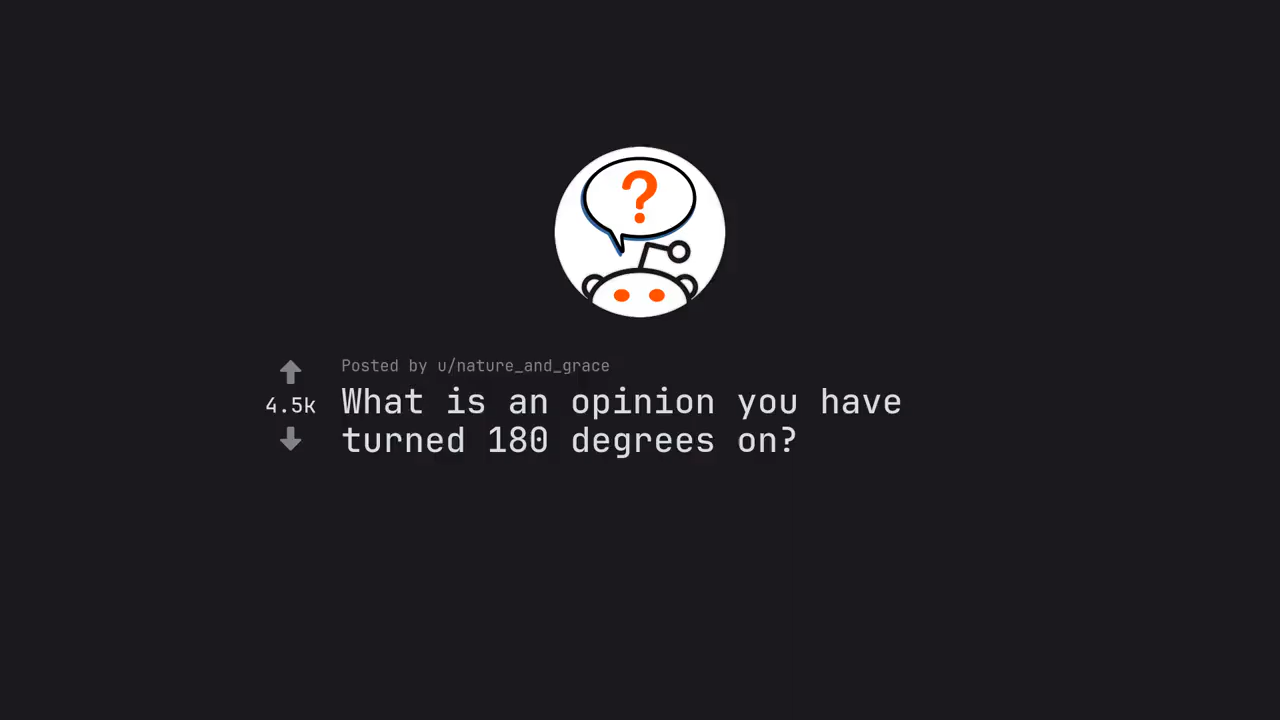 ?
Posted by u/nature_and_grace
4.5k
What is an opinion you have
turned 180 degrees on?